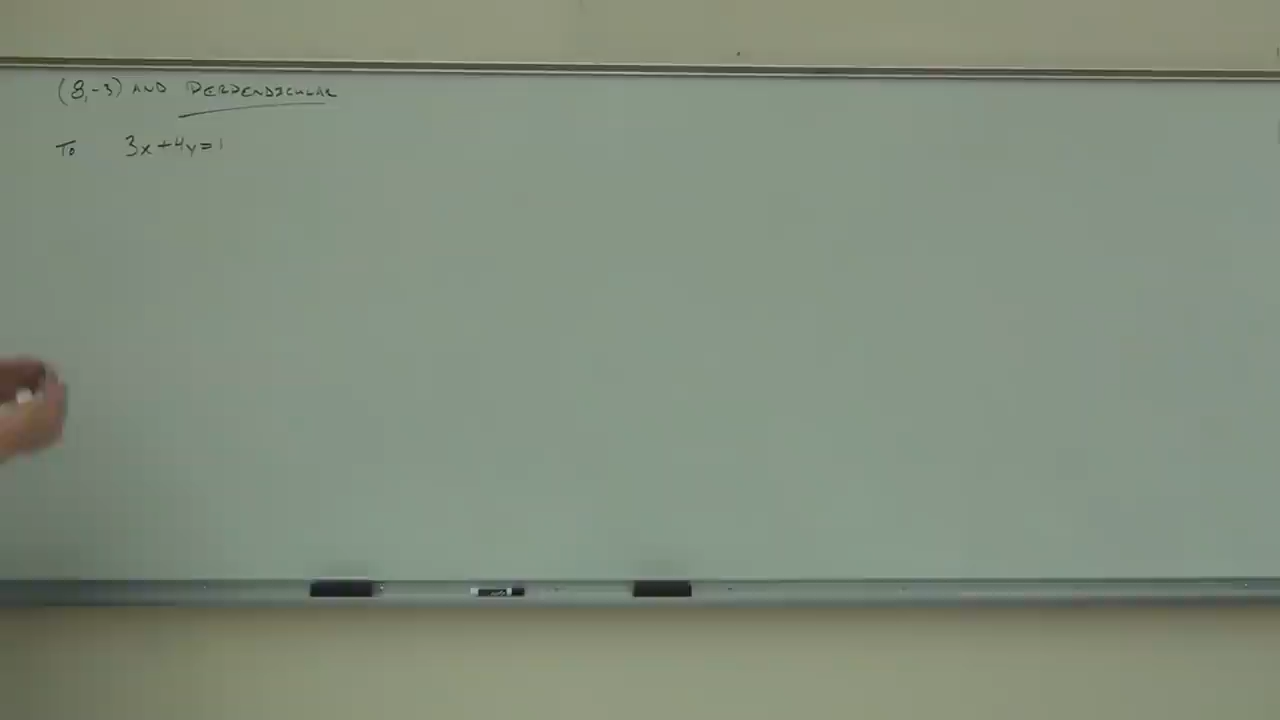 (8,-3) AND PERPENDICULAR
To 3x+4y=1